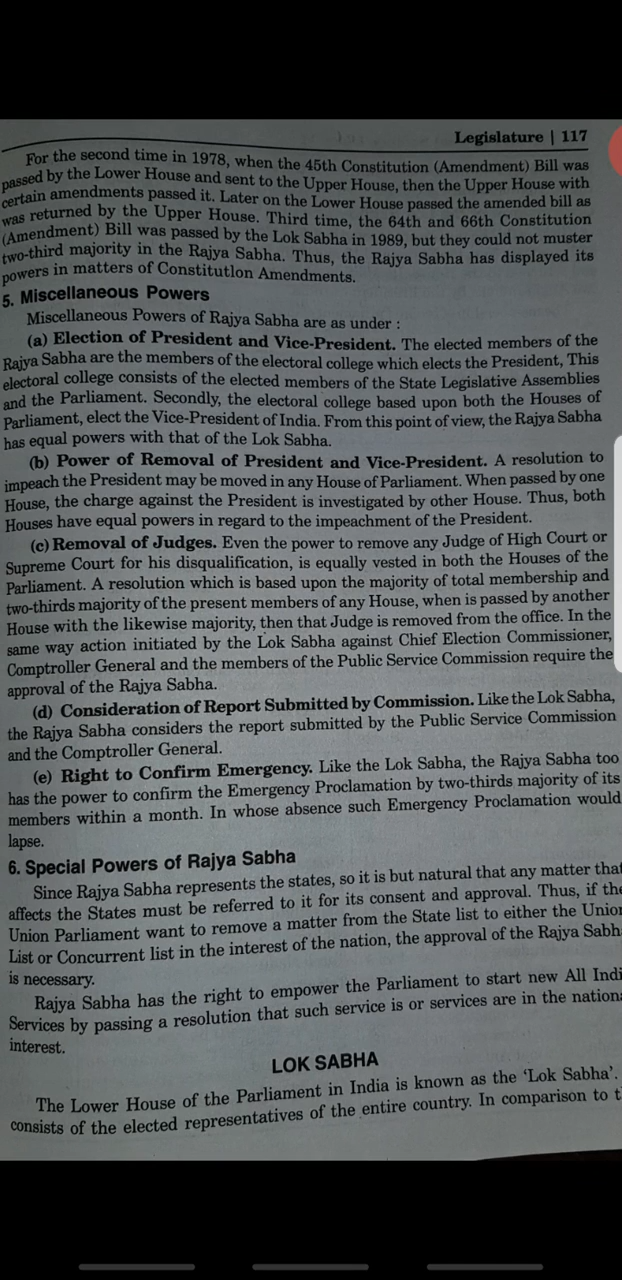 Legislature | 117
For the second time in 1978, when the 45th Constitution (Amendment) Bill was
passed by the Lower House and sent to the Upper House, then the Upper House with
certain amendments passed it. Later on the Lower House passed the amended bill as
was returned by the Upper House. Third time, the 64th and 66th Constitution
(Amendment) Bill was passed by the Lok Sabha in 1989, but they could not muster
two-third majority in the Rajya Sabha. Thus, the Rajya Sabha has displayed its
powers in matters of Constitutlon Amendments.
5. Miscellaneous Powers
Miscellaneous Powers of Rajya Sabha are as under :
(a) Election of President and Vice-President. The elected members of the
Rajya Sabha are the members of the electoral college which elects the President, This
electoral college consists of the elected members of the State Legislative Assemblies
and the Parliament. Secondly, the electoral college based upon both the Houses of
Parliament, elect the Vice-President of India. From this point of view, the Rajya Sabha
has equal powers with that of the Lok Sabha.
(b) Power of Removal of President and Vice-President. A resolution to
impeach the President may be moved in any House of Parliament. When passed by one
House, the charge against the President is investigated by other House. Thus, both
Houses have equal powers in regard to the impeachment of the President.
(c) Removal of Judges. Even the power to remove any Judge of High Court or
Supreme Court for his disqualification, is equally vested in both the Houses of the
Parliament. A resolution which is based upon the majority of total membership and
two-thirds majority of the present members of any House, when is passed by another
House with the likewise majority, then that Judge is removed from the office. In the
same way action initiated by the Lok Sabha against Chief Election Commissioner,
Comptroller General and the members of the Public Service Commission require the
approval of the Rajya Sabha.
(d) Consideration of Report Submitted by Commission. Like the Lok Sabha,
the Rajya Sabha considers the report submitted by the Public Service Commission
and the Comptroller General.
(e) Right to Confirm Emergency. Like the Lok Sabha, the Rajya Sabha too
has the power to confirm the Emergency Proclamation by two-thirds majority of its
members within a month. In whose absence such Emergency Proclamation would
lapse.
6. Special Powers of Rajya Sabha
Since Rajya Sabha represents the states, so it is but natural that any matter that
affects the States must be referred to it for its consent and approval. Thus, if the
Union Parliament want to remove a matter from the State list to either the Union
List or Concurrent list in the interest of the nation, the approval of the Rajya Sabh
is necessary.
Rajya Sabha has the right to empower the Parliament to start new All Indi
Services by passing a resolution that such service is or services are in the nationa
interest.
LOK SABHA
The Lower House of the Parliament in India is known as the 'Lok Sabha'.
consists of the elected representatives of the entire country. In comparison to t